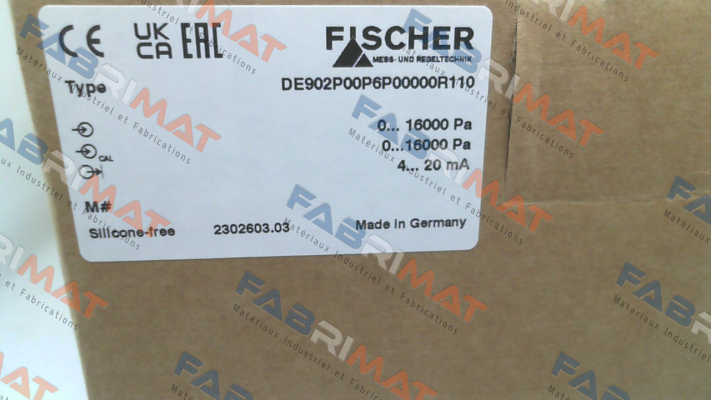 CE UK CA EAC
FISCHER
MESS- UND REGELTECHNIK
Type DE902P00P6P00000R110
0... 16000 Pa
CAL 0...16000 Pa
4... 20 mA
M#
Silicone-free 2302603.03 Made in Germany
FABRIMAT
Materiaux Industriel et Fabrications